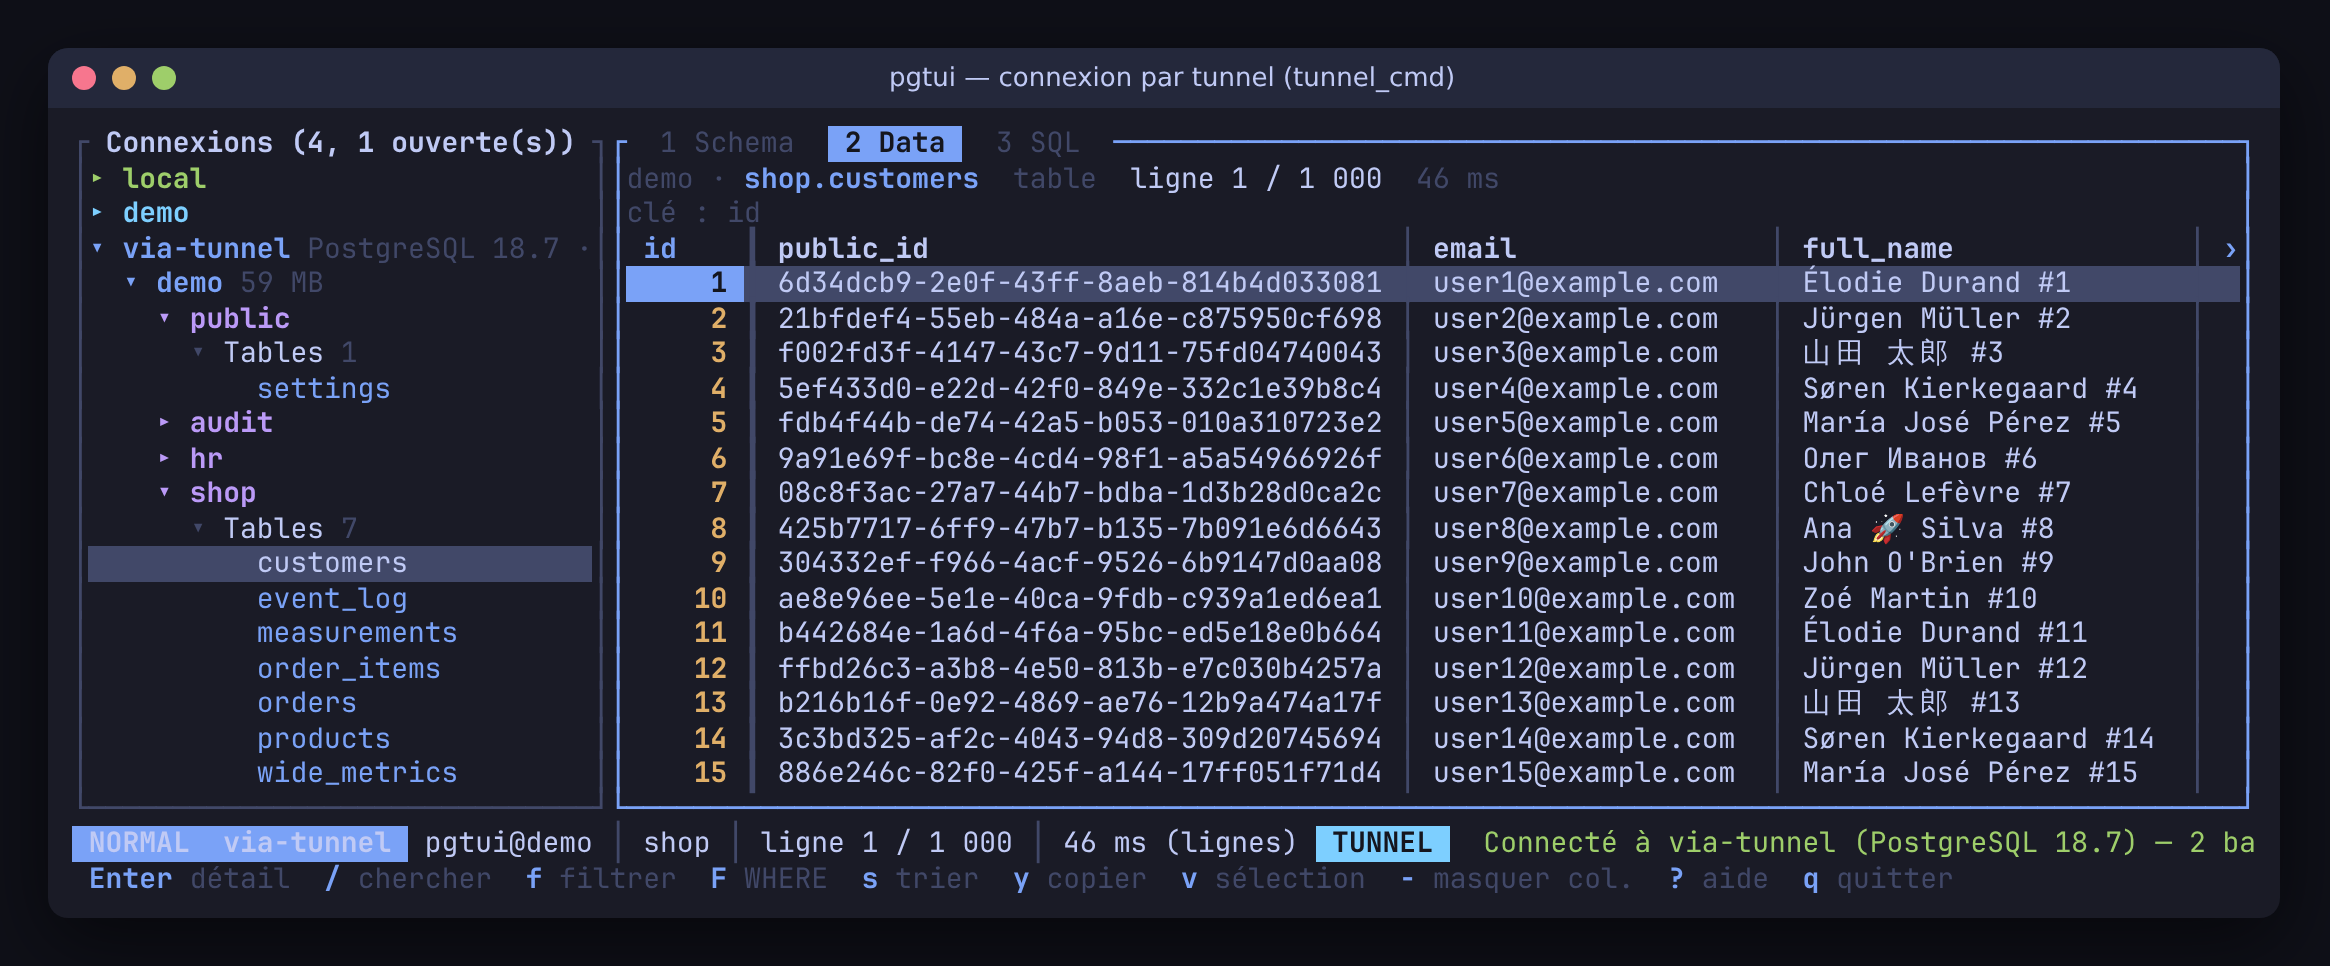 pgtui — connexion par tunnel (tunnel_cmd)
Connexions (4, 1 ouverte(s))
▸ local
▸ demo
▾ via-tunnel PostgreSQL 18.7 ·
▾ demo 59 MB
▾ public
▾ Tables 1
settings
▸ audit
▸ hr
▾ shop
▾ Tables 7
customers
event_log
measurements
order_items
orders
products
wide_metrics
1 Schema 2 Data 3 SQL
demo · shop.customers table ligne 1 / 1 000 46 ms
clé : id
id public_id email full_name ›
1 6d34dcb9-2e0f-43ff-8aeb-814b4d033081 user1@example.com Élodie Durand #1
2 21bfdef4-55eb-484a-a16e-c875950cf698 user2@example.com Jürgen Müller #2
3 f002fd3f-4147-43c7-9d11-75fd04740043 user3@example.com 山田 太郎 #3
4 5ef433d0-e22d-42f0-849e-332c1e39b8c4 user4@example.com Søren Kierkegaard #4
5 fdb4f44b-de74-42a5-b053-010a310723e2 user5@example.com María José Pérez #5
6 9a91e69f-bc8e-4cd4-98f1-a5a54966926f user6@example.com Олег Иванов #6
7 08c8f3ac-27a7-44b7-bdba-1d3b28d0ca2c user7@example.com Chloé Lefèvre #7
8 425b7717-6ff9-47b7-b135-7b091e6d6643 user8@example.com Ana 🚀 Silva #8
9 304332ef-f966-4acf-9526-6b9147d0aa08 user9@example.com John O'Brien #9
10 ae8e96ee-5e1e-40ca-9fdb-c939a1ed6ea1 user10@example.com Zoé Martin #10
11 b442684e-1a6d-4f6a-95bc-ed5e18e0b664 user11@example.com Élodie Durand #11
12 ffbd26c3-a3b8-4e50-813b-e7c030b4257a user12@example.com Jürgen Müller #12
13 b216b16f-0e92-4869-ae76-12b9a474a17f user13@example.com 山田 太郎 #13
14 3c3bd325-af2c-4043-94d8-309d20745694 user14@example.com Søren Kierkegaard #14
15 886e246c-82f0-425f-a144-17ff051f71d4 user15@example.com María José Pérez #15
NORMAL via-tunnel pgtui@demo │ shop │ ligne 1 / 1 000 │ 46 ms (lignes) TUNNEL Connecté à via-tunnel (PostgreSQL 18.7) — 2 ba
Enter détail / chercher f filtrer F WHERE s trier y copier v sélection - masquer col. ? aide q quitter